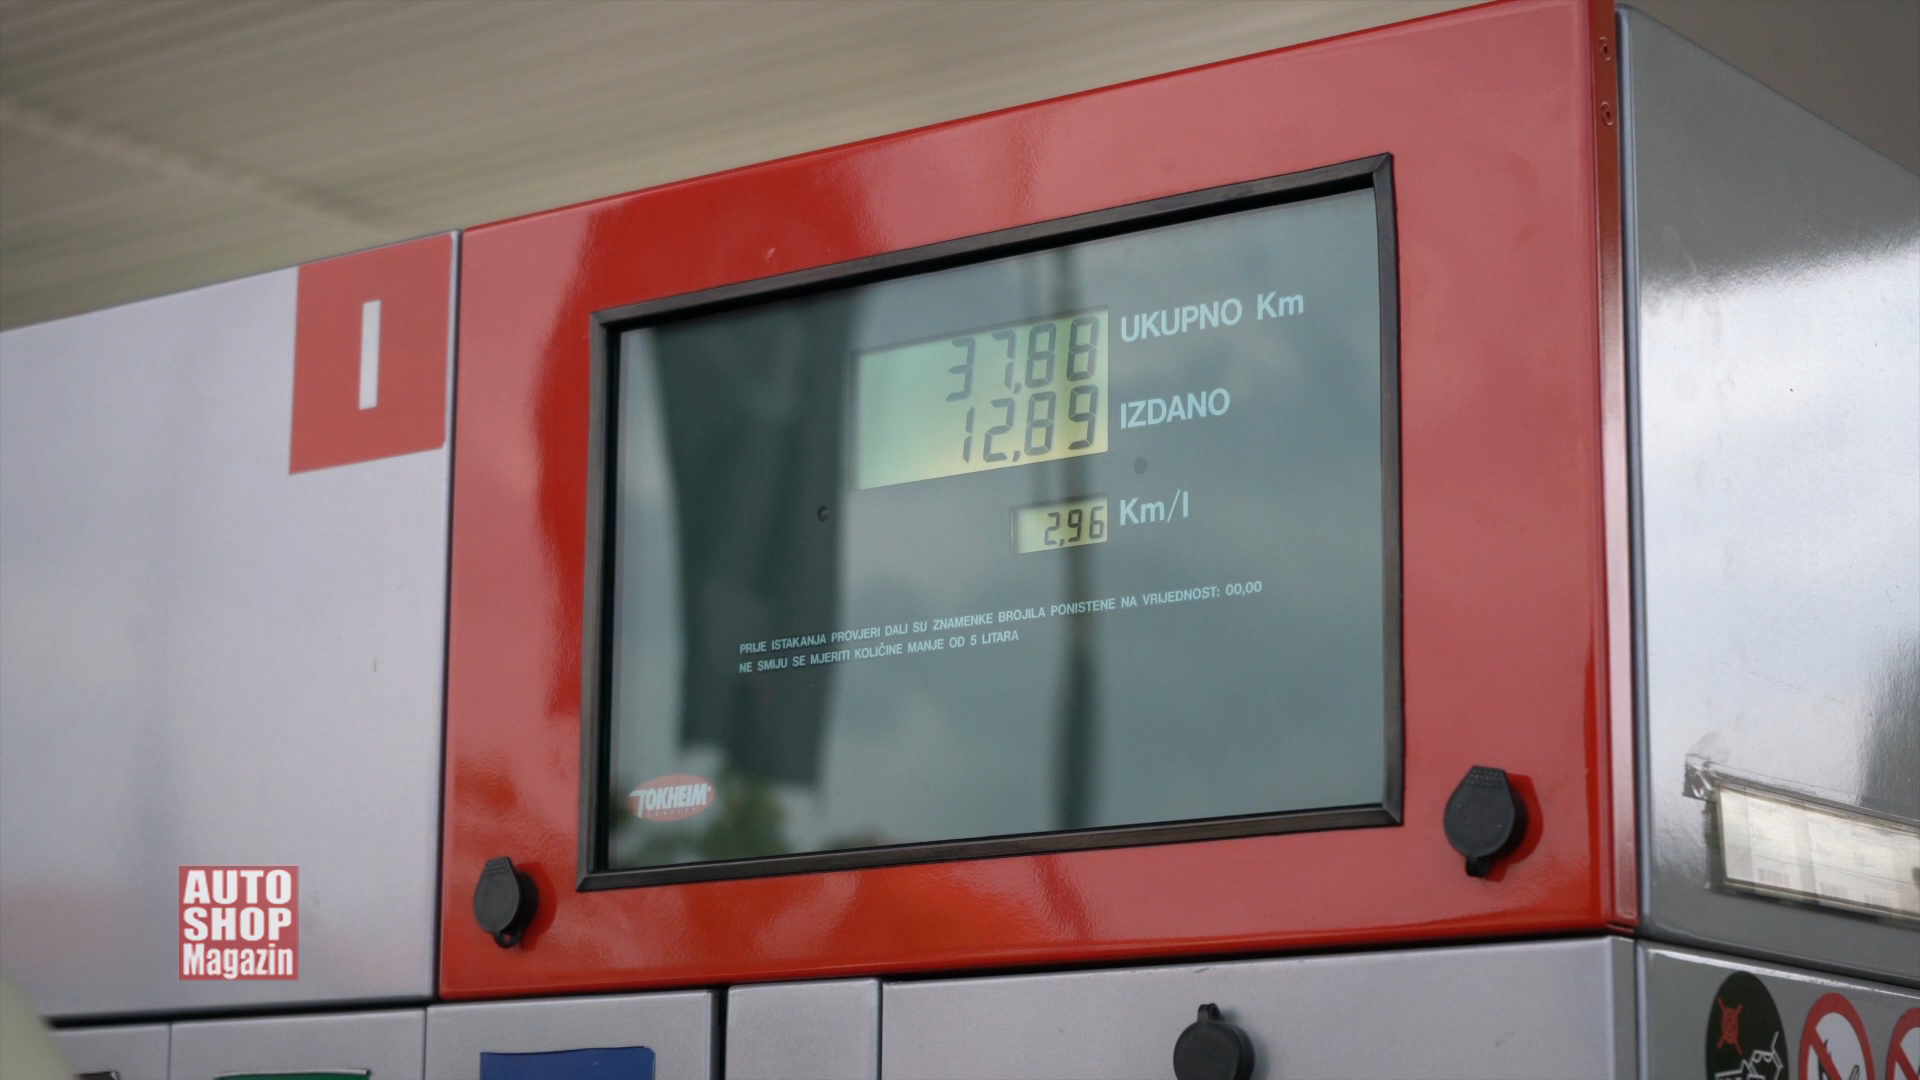 I
37,88 UKUPNO Km
12,89 IZDANO
2,96 Km/l
PRIJE ISTAKANJA PROVJERI DALI SU ZNAMENKE BROJILA PONISTENE NA VRIJEDNOST: 00,00
NE SMIJU SE MJERITI KOLIČINE MANJE OD 5 LITARA
TOKHEIM
AUTO
SHOP
Magazin